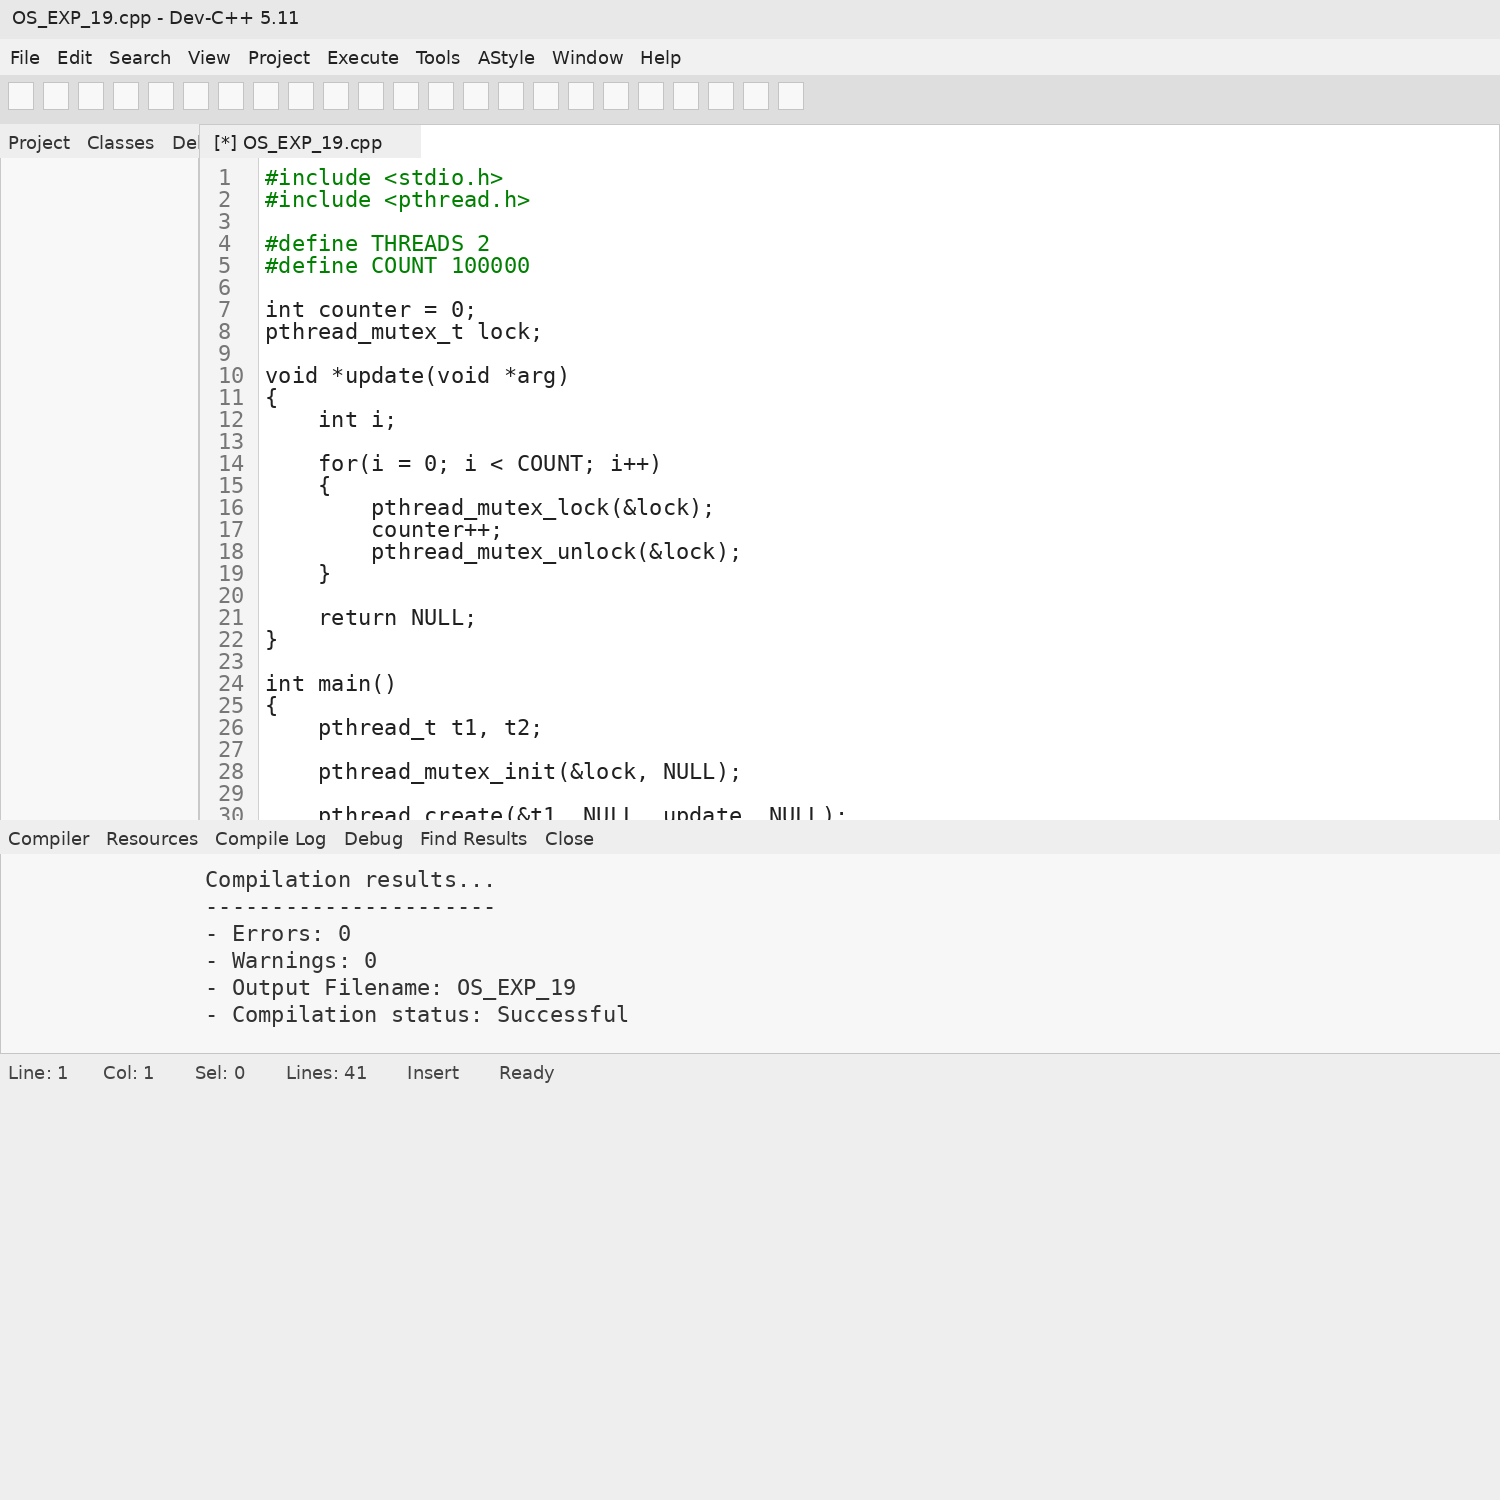 OS_EXP_19.cpp - Dev-C++ 5.11
File Edit Search View Project Execute Tools AStyle Window Help
Project Classes [*] OS_EXP_19.cpp
1 #include <stdio.h>
2 #include <pthread.h>
3
4 #define THREADS 2
5 #define COUNT 100000
6
7 int counter = 0;
8 pthread_mutex_t lock;
9
10 void *update(void *arg)
11 {
12     int i;
13
14     for(i = 0; i < COUNT; i++)
15     {
16         pthread_mutex_lock(&lock);
17         counter++;
18         pthread_mutex_unlock(&lock);
19     }
20
21     return NULL;
22 }
23
24 int main()
25 {
26     pthread_t t1, t2;
27
28     pthread_mutex_init(&lock, NULL);
29
30     pthread_create(&t1, NULL, update, NULL);
Compiler Resources Compile Log Debug Find Results Close
Compilation results...
----------------------
- Errors: 0
- Warnings: 0
- Output Filename: OS_EXP_19
- Compilation status: Successful
Line: 1 Col: 1 Sel: 0 Lines: 41 Insert Ready